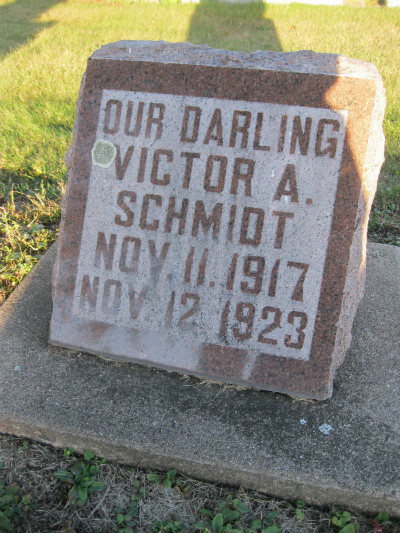 OUR DARLING
VICTOR A.
SCHMIDT
NOV. 11. 1917
NOV. 12 1923